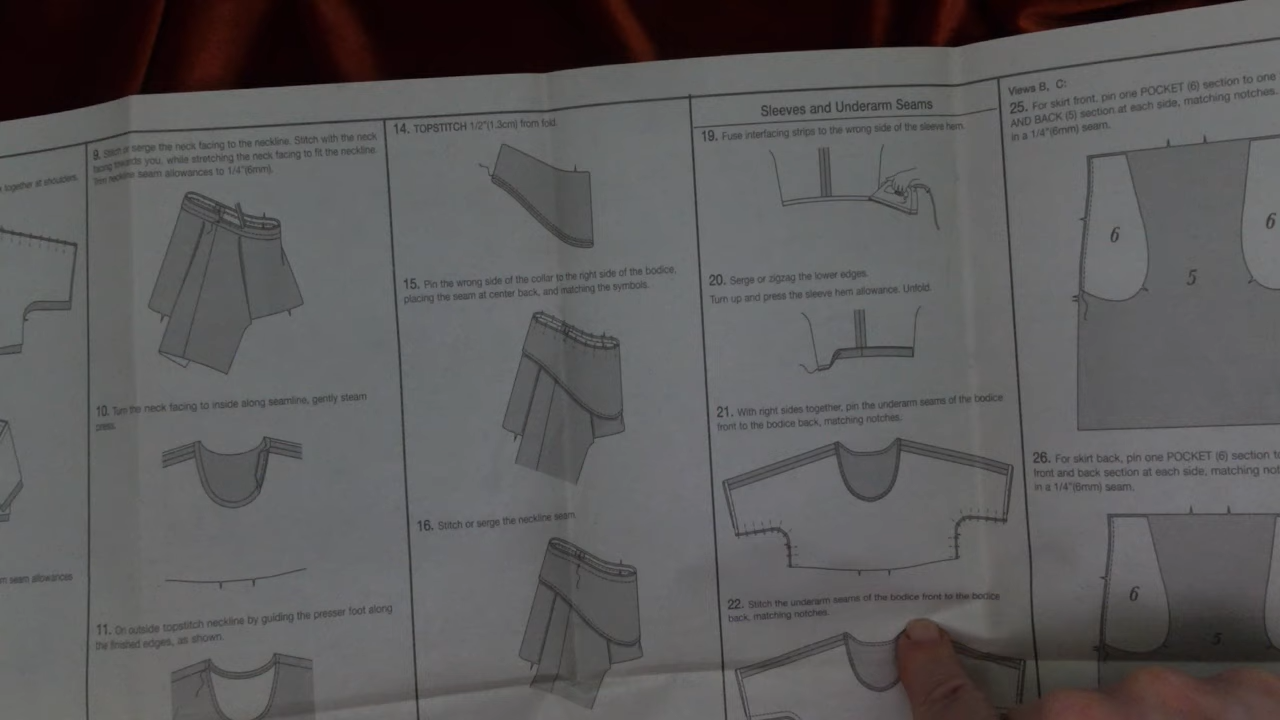 together at shoulders,
m seam allowances
9. Stitch or serge the neck facing to the neckline. Stitch with the neck
facing towards you, while stretching the neck facing to fit the neckline.
Trim neckline seam allowances to 1/4"(6mm).
10. Turn the neck facing to inside along seamline, gently steam
press.
11. On outside topstitch neckline by guiding the presser foot along
the finished edges, as shown.
14. TOPSTITCH 1/2"(1.3cm) from fold.
15. Pin the wrong side of the collar to the right side of the bodice,
placing the seam at center back, and matching the symbols.
16. Stitch or serge the neckline seam.
Sleeves and Underarm Seams
19. Fuse interfacing strips to the wrong side of the sleeve hem.
20. Serge or zigzag the lower edges.
Turn up and press the sleeve hem allowance. Unfold.
21. With right sides together, pin the underarm seams of the bodice
front to the bodice back, matching notches.
22. Stitch the underarm seams of the bodice front to the bodice
back, matching notches.
Views B, C:
25. For skirt front, pin one POCKET (6) section to one
AND BACK (5) section at each side, matching notches.
in a 1/4"(6mm) seam.
6
5
6
26. For skirt back, pin one POCKET (6) section to
front and back section at each side, matching
in a 1/4"(6mm) seam.
6
5